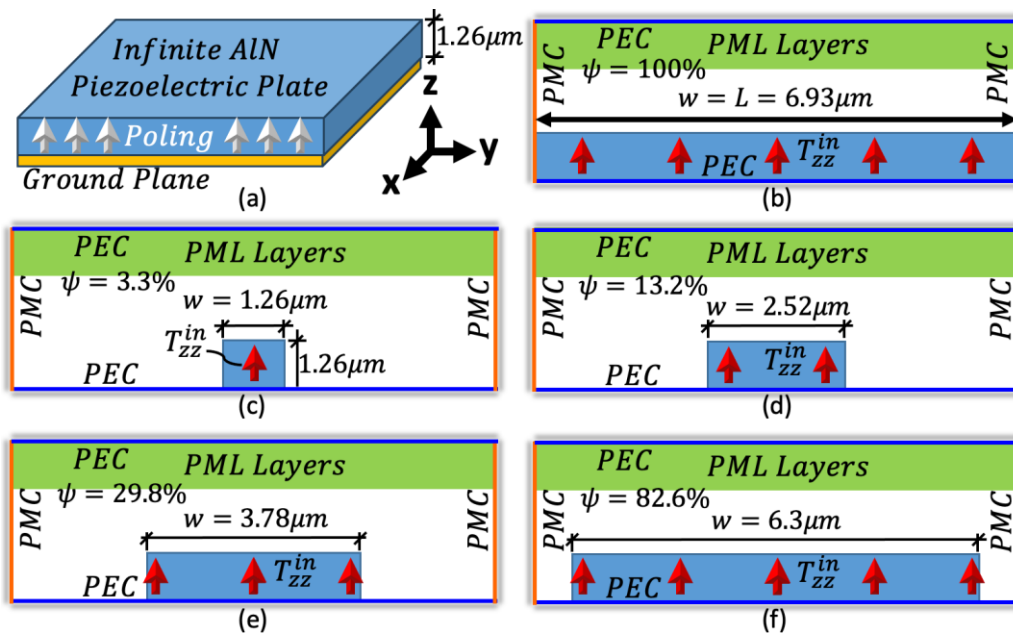 Infinite AlN
Piezoelectric Plate
Poling
Ground Plane
1.26μm
z
y
x
(a)
PEC
PML Layers
PMC
PMC
ψ = 100%
w = L = 6.93μm
T_zz^in
PEC
(b)
PEC
PML Layers
ψ = 3.3%
PMC
PMC
w = 1.26μm
T_zz^in
1.26μm
PEC
(c)
PEC
PML Layers
ψ = 13.2%
PMC
PMC
w = 2.52μm
T_zz^in
PEC
(d)
PEC
PML Layers
ψ = 29.8%
PMC
PMC
w = 3.78μm
T_zz^in
PEC
(e)
PEC
PML Layers
ψ = 82.6%
PMC
PMC
w = 6.3μm
T_zz^in
PEC
(f)